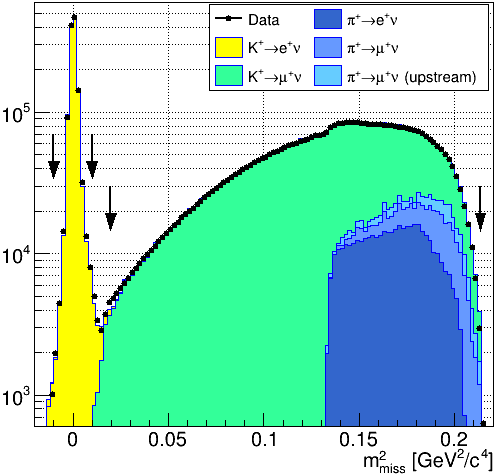 Data
K⁺→e⁺ν
K⁺→μ⁺ν
π⁺→e⁺ν
π⁺→μ⁺ν
π⁺→μ⁺ν (upstream)
10⁵
10⁴
10³
0 0.05 0.1 0.15 0.2
m²miss [GeV²/c⁴]